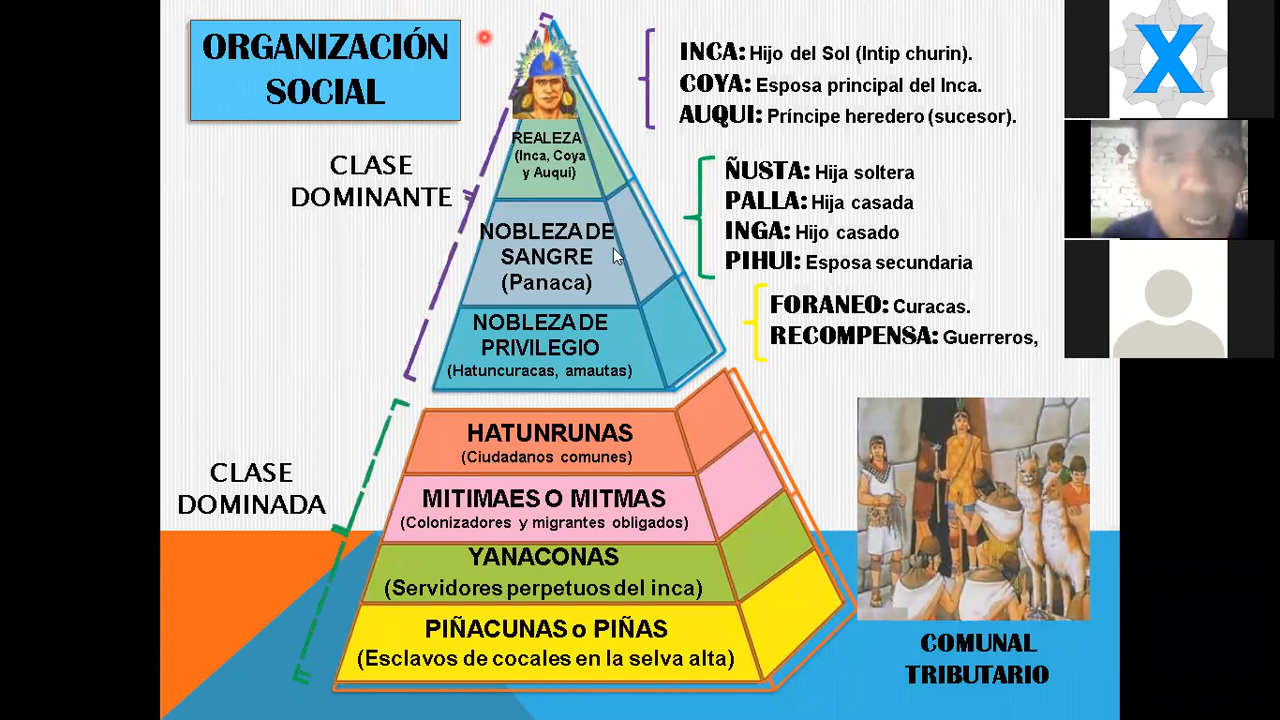 ORGANIZACIÓN
SOCIAL
INCA: Hijo del Sol (Intip churin).
COYA: Esposa principal del Inca.
AUQUI: Príncipe heredero (sucesor).
REALEZA
(Inca, Coya
y Auqui)
CLASE
DOMINANTE
ÑUSTA: Hija soltera
PALLA: Hija casada
INGA: Hijo casado
PIHUI: Esposa secundaria
NOBLEZA DE
SANGRE
(Panaca)
FORANEO: Curacas.
RECOMPENSA: Guerreros,
NOBLEZA DE
PRIVILEGIO
(Hatuncuracas, amautas)
HATUNRUNAS
(Ciudadanos comunes)
CLASE
DOMINADA
MITIMAES O MITMAS
(Colonizadores y migrantes obligados)
YANACONAS
(Servidores perpetuos del inca)
PIÑACUNAS o PIÑAS
(Esclavos de cocales en la selva alta)
COMUNAL
TRIBUTARIO
X